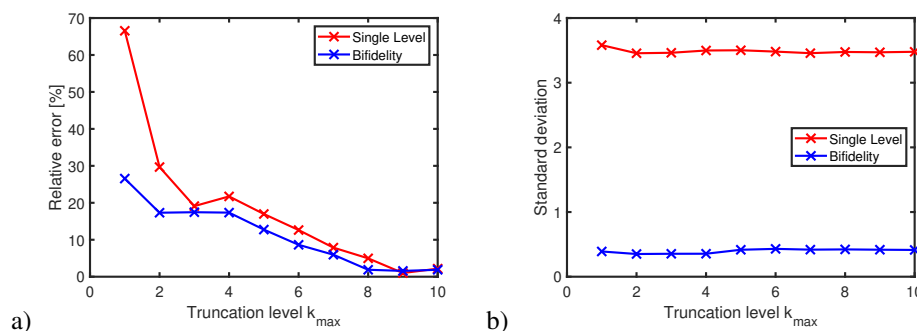 70
60
50
40
30
20
10
0
Relative error [%]
Single Level
Bifidelity
0 2 4 6 8 10
Truncation level k_max
a)
4
3
2
1
0
Standard deviation
Single Level
Bifidelity
0 2 4 6 8 10
Truncation level k_max
b)